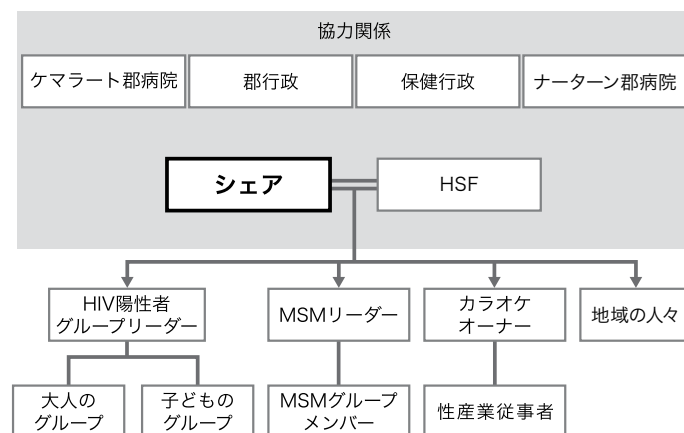 協力関係
ケマラート郡病院
郡行政
保健行政
ナーターン郡病院
シェア
HSF
HIV陽性者
グループリーダー
MSMリーダー
カラオケ
オーナー
地域の人々
大人の
グループ
子どもの
グループ
MSMグループ
メンバー
性産業従事者